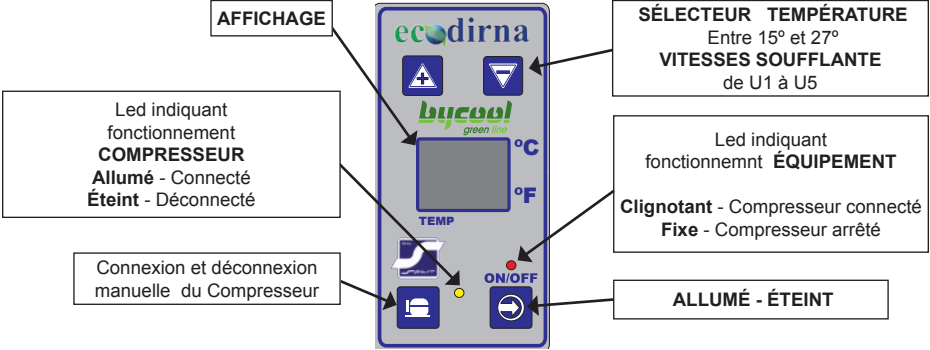 AFFICHAGE
ecodirna
SÉLECTEUR TEMPÉRATURE
Entre 15º et 27º
VITESSES SOUFFLANTE
de U1 à U5
Led indiquant
fonctionnement
COMPRESSEUR
Allumé - Connecté
Éteint - Déconnecté
bycool
green line
ºC
ºF
TEMP
Led indiquant
fonctionnemnt ÉQUIPEMENT
Clignotant - Compresseur connecté
Fixe - Compresseur arrêté
Connexion et déconnexion
manuelle du Compresseur
SPLIT
ON/OFF
ALLUMÉ - ÉTEINT